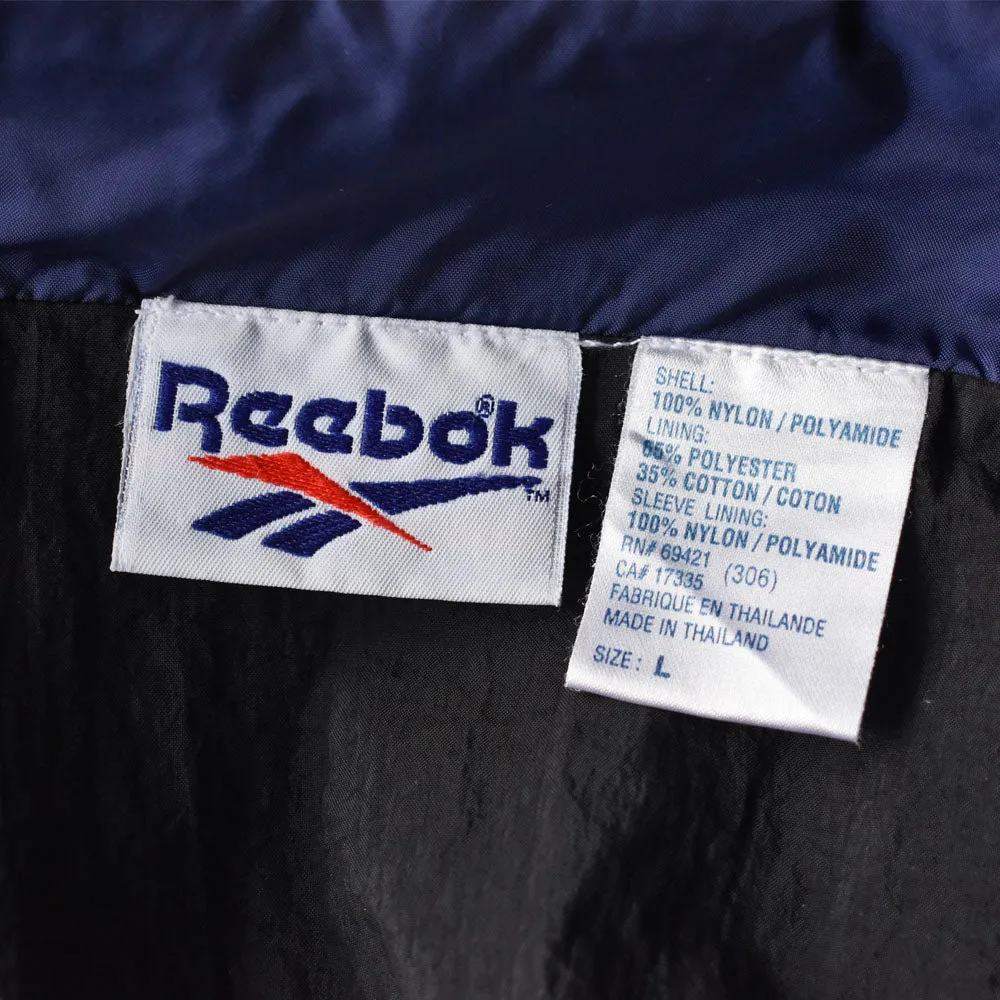 Reebok®
™
SHELL:
100% NYLON / POLYAMIDE
LINING:
65% POLYESTER
35% COTTON / COTON
SLEEVE LINING:
100% NYLON / POLYAMIDE
RN# 69421
CA# 17335 (306)
FABRIQUE EN THAILANDE
MADE IN THAILAND
SIZE: L